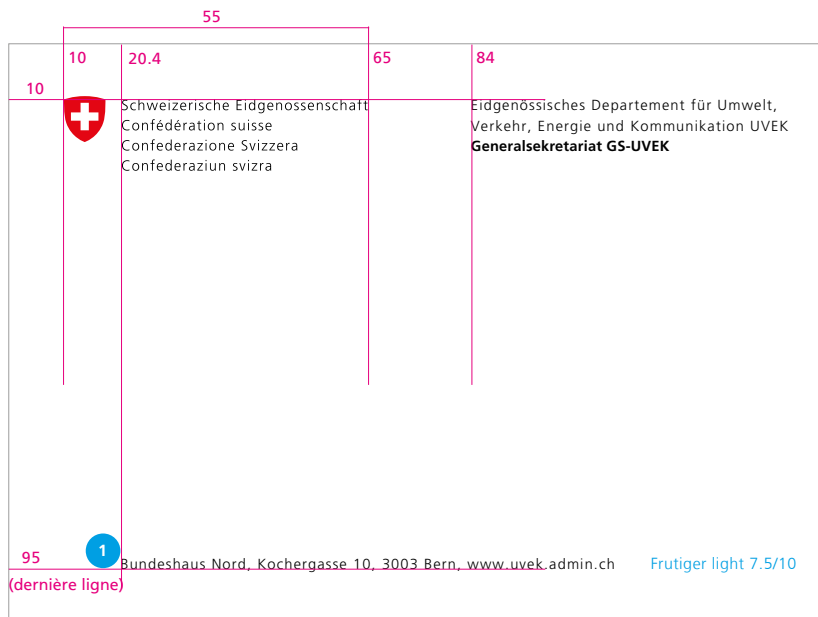 55
10
20.4
65
84
10
Schweizerische Eidgenossenschaft
Confédération suisse
Confederazione Svizzera
Confederaziun svizra
Eidgenössisches Departement für Umwelt,
Verkehr, Energie und Kommunikation UVEK
Generalsekretariat GS-UVEK
95
1
Bundeshaus Nord, Kochergasse 10, 3003 Bern, www.uvek.admin.ch
Frutiger light 7.5/10
(dernière ligne)